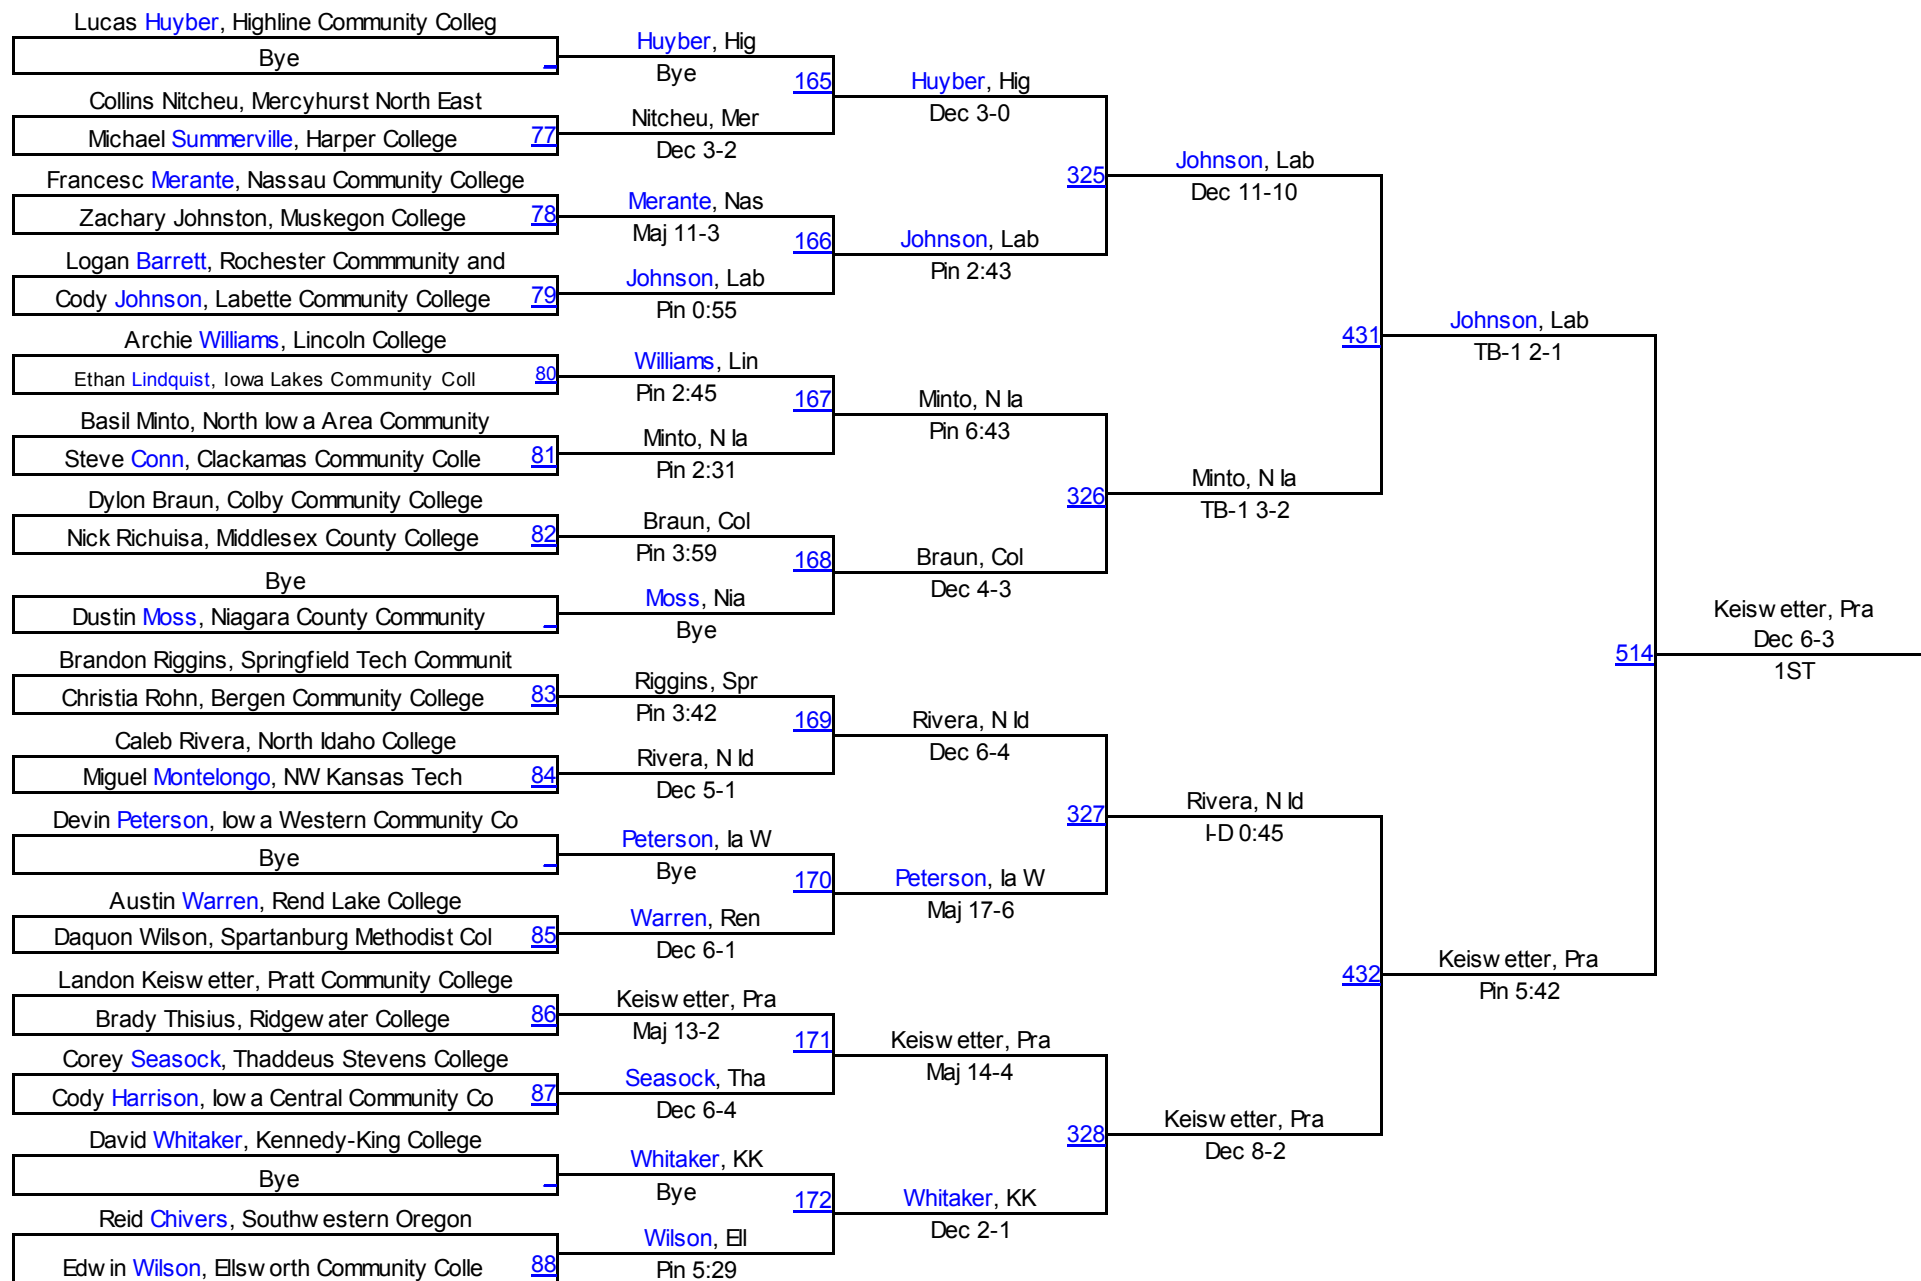 Lucas Huyber, Highline Community Colleg
Bye
Collins Nitcheu, Mercyhurst North East
Michael Summerville, Harper College
77
Francesc Merante, Nassau Community College
Zachary Johnston, Muskegon College
78
Logan Barrett, Rochester Commmunity and
Cody Johnson, Labette Community College
79
Archie Williams, Lincoln College
Ethan Lindquist, Iowa Lakes Community Coll
80
Basil Minto, North Iowa Area Community
Steve Conn, Clackamas Community Colle
81
Dylon Braun, Colby Community College
Nick Richuisa, Middlesex County College
82
Bye
Dustin Moss, Niagara County Community
Brandon Riggins, Springfield Tech Communit
Christia Rohn, Bergen Community College
83
Caleb Rivera, North Idaho College
Miguel Montelongo, NW Kansas Tech
84
Devin Peterson, Iowa Western Community Co
Bye
Austin Warren, Rend Lake College
Daquon Wilson, Spartanburg Methodist Col
85
Landon Keiswetter, Pratt Community College
Brady Thisius, Ridgewater College
86
Corey Seasock, Thaddeus Stevens College
Cody Harrison, Iowa Central Community Co
87
David Whitaker, Kennedy-King College
Bye
Reid Chivers, Southwestern Oregon
Edwin Wilson, Ellsworth Community Colle
88
Huyber, Hig
Bye
165
Nitcheu, Mer
Dec 3-2
Merante, Nas
Maj 11-3
166
Johnson, Lab
Pin 0:55
Williams, Lin
Pin 2:45
167
Minto, N Ia
Pin 2:31
Braun, Col
Pin 3:59
168
Moss, Nia
Bye
Riggins, Spr
Pin 3:42
169
Rivera, N Id
Dec 5-1
Peterson, Ia W
Bye
170
Warren, Ren
Dec 6-1
Keiswetter, Pra
Maj 13-2
171
Seasock, Tha
Dec 6-4
Whitaker, KK
Bye
172
Wilson, Ell
Pin 5:29
Huyber, Hig
Dec 3-0
325
Johnson, Lab
Pin 2:43
Minto, N Ia
Pin 6:43
326
Braun, Col
Dec 4-3
Rivera, N Id
Dec 6-4
327
Peterson, Ia W
Maj 17-6
Keiswetter, Pra
Maj 14-4
328
Whitaker, KK
Dec 2-1
Johnson, Lab
Dec 11-10
431
Minto, N Ia
TB-1 3-2
Rivera, N Id
I-D 0:45
432
Keiswetter, Pra
Dec 8-2
Johnson, Lab
TB-1 2-1
514
Keiswetter, Pra
Pin 5:42
Keiswetter, Pra
Dec 6-3
1ST